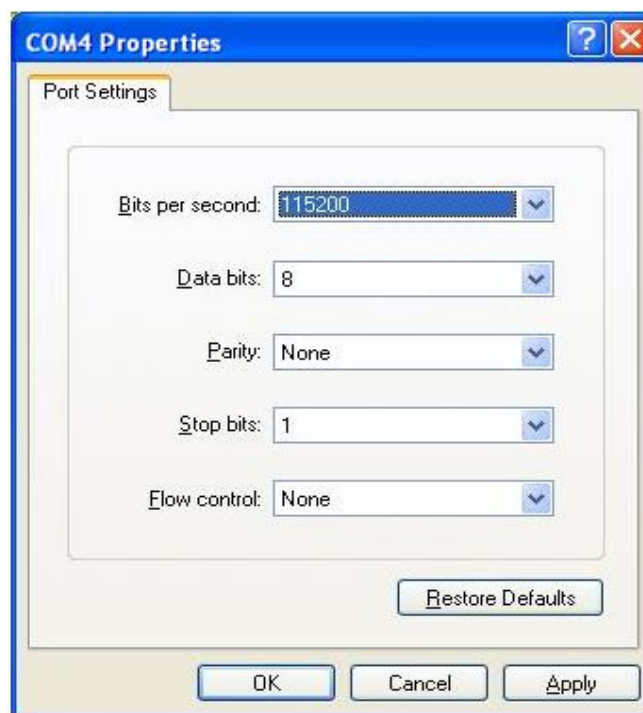 COM4 Properties
Port Settings
Bits per second: 115200
Data bits: 8
Parity: None
Stop bits: 1
Flow control: None
Restore Defaults
OK Cancel Apply